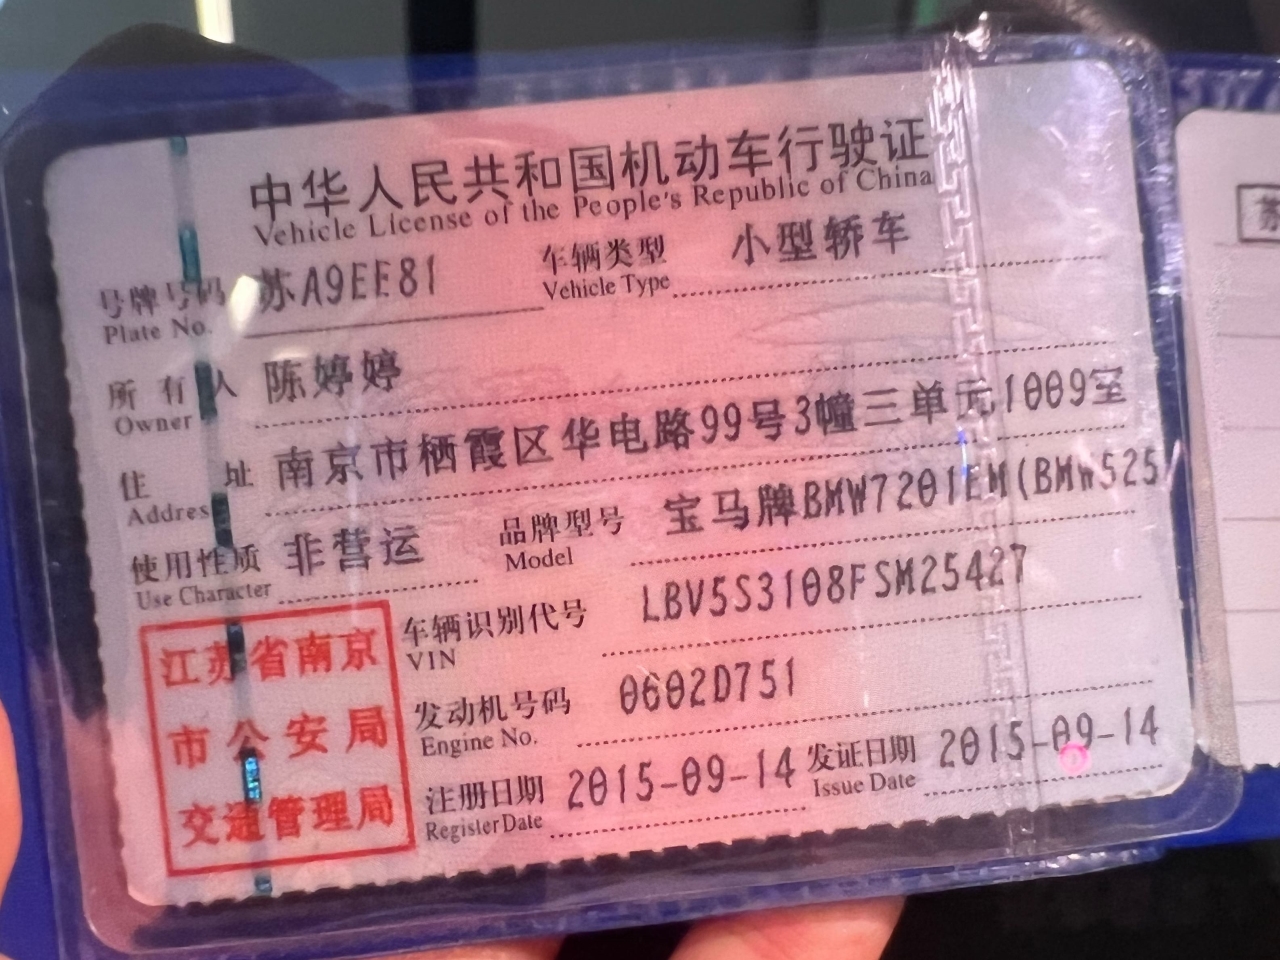 中华人民共和国机动车行驶证
Vehicle License of the People's Republic of China
号牌号码 苏A9EE81 车辆类型 小型轿车
Plate No. Vehicle Type
所有人 陈婷婷
Owner
住址 南京市栖霞区华电路99号3幢三单元1009室
Address
使用性质 非营运 品牌型号 宝马牌BMW7201EM(BMW525
Use Character Model
车辆识别代号 LBV5S3108FSM25427
VIN
发动机号码 0602D751
Engine No.
注册日期 2015-09-14 发证日期 2015-09-14
Register Date Issue Date
江苏省南京
市公安局
交通管理局
苏